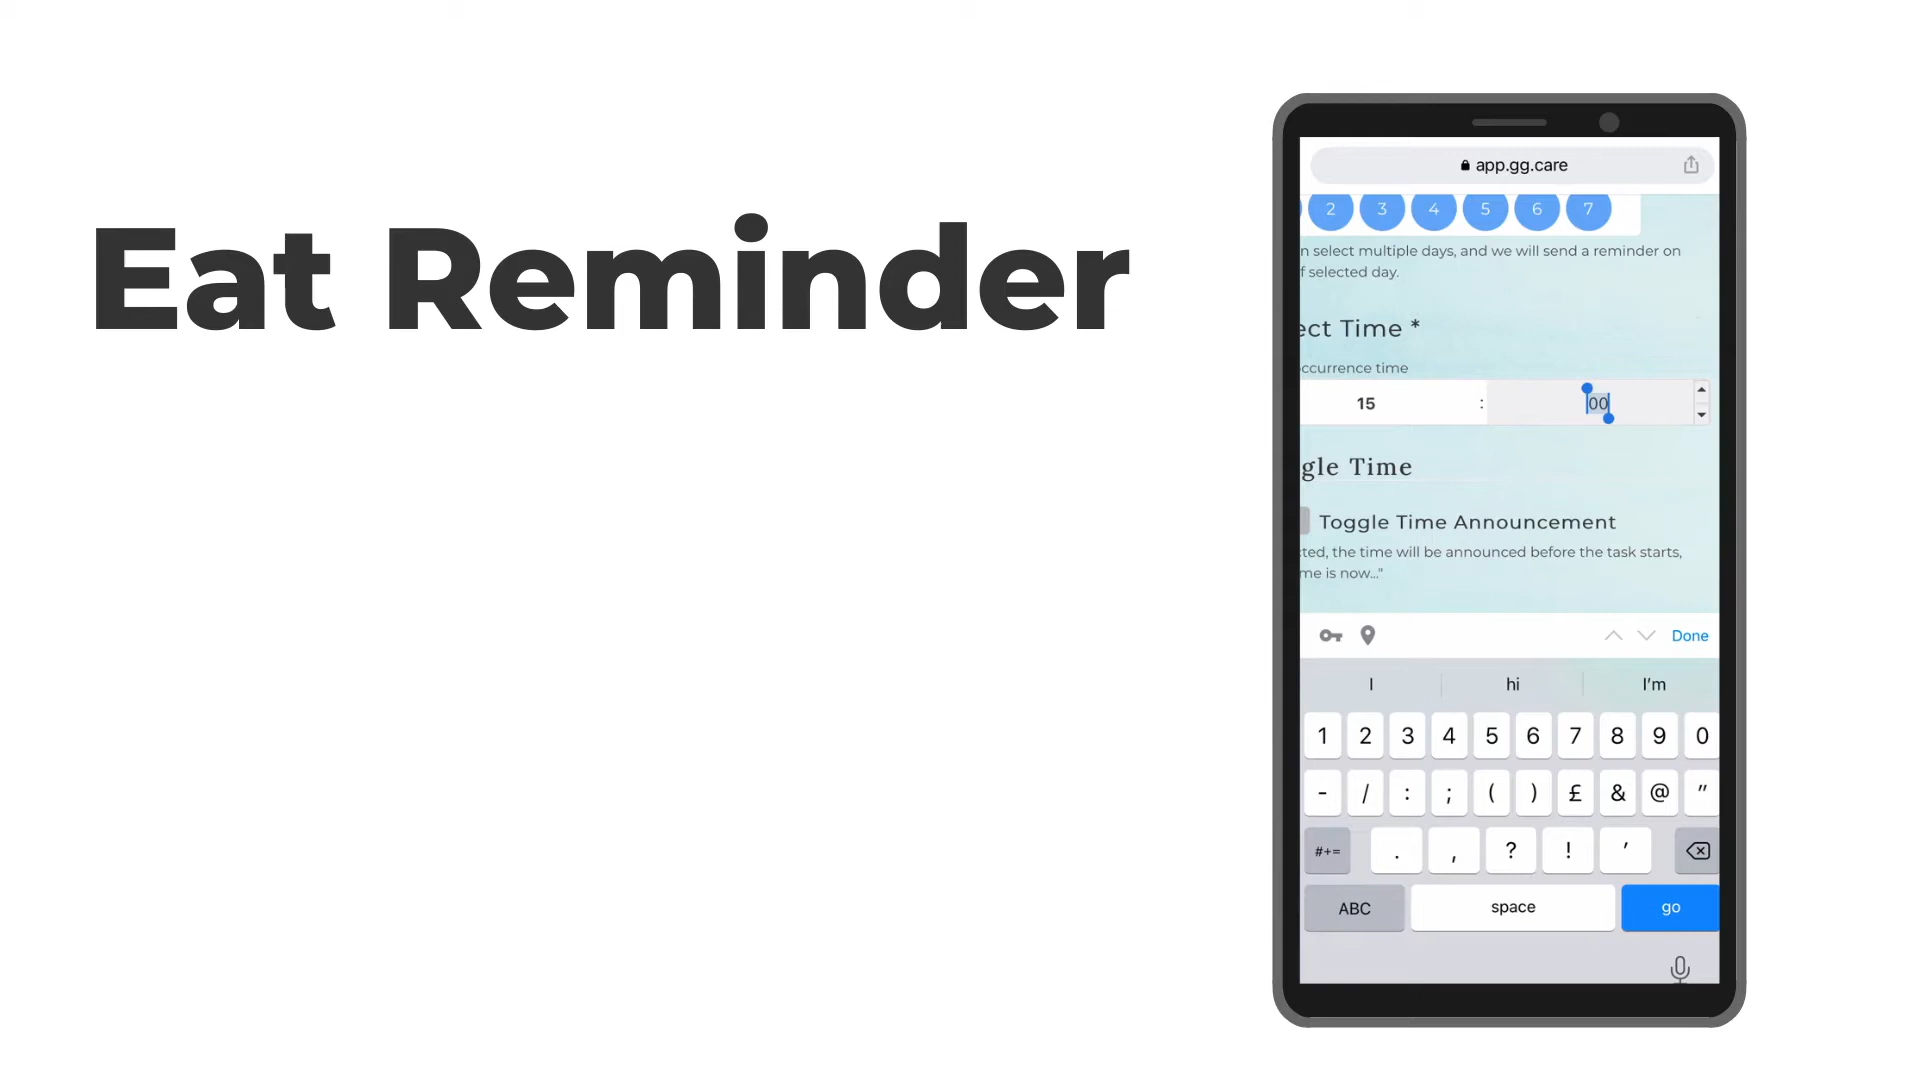 Eat Reminder
app.gg.care
2 3 4 5 6 7
n select multiple days, and we will send a reminder on
f selected day.
ect Time *
ccurrence time
15 : 00
gle Time
Toggle Time Announcement
cted, the time will be announced before the task starts,
me is now..."
Done
I hi I'm
1 2 3 4 5 6 7 8 9 0
- / : ; ( ) £ & @ "
#+= . , ? ! '
ABC space go